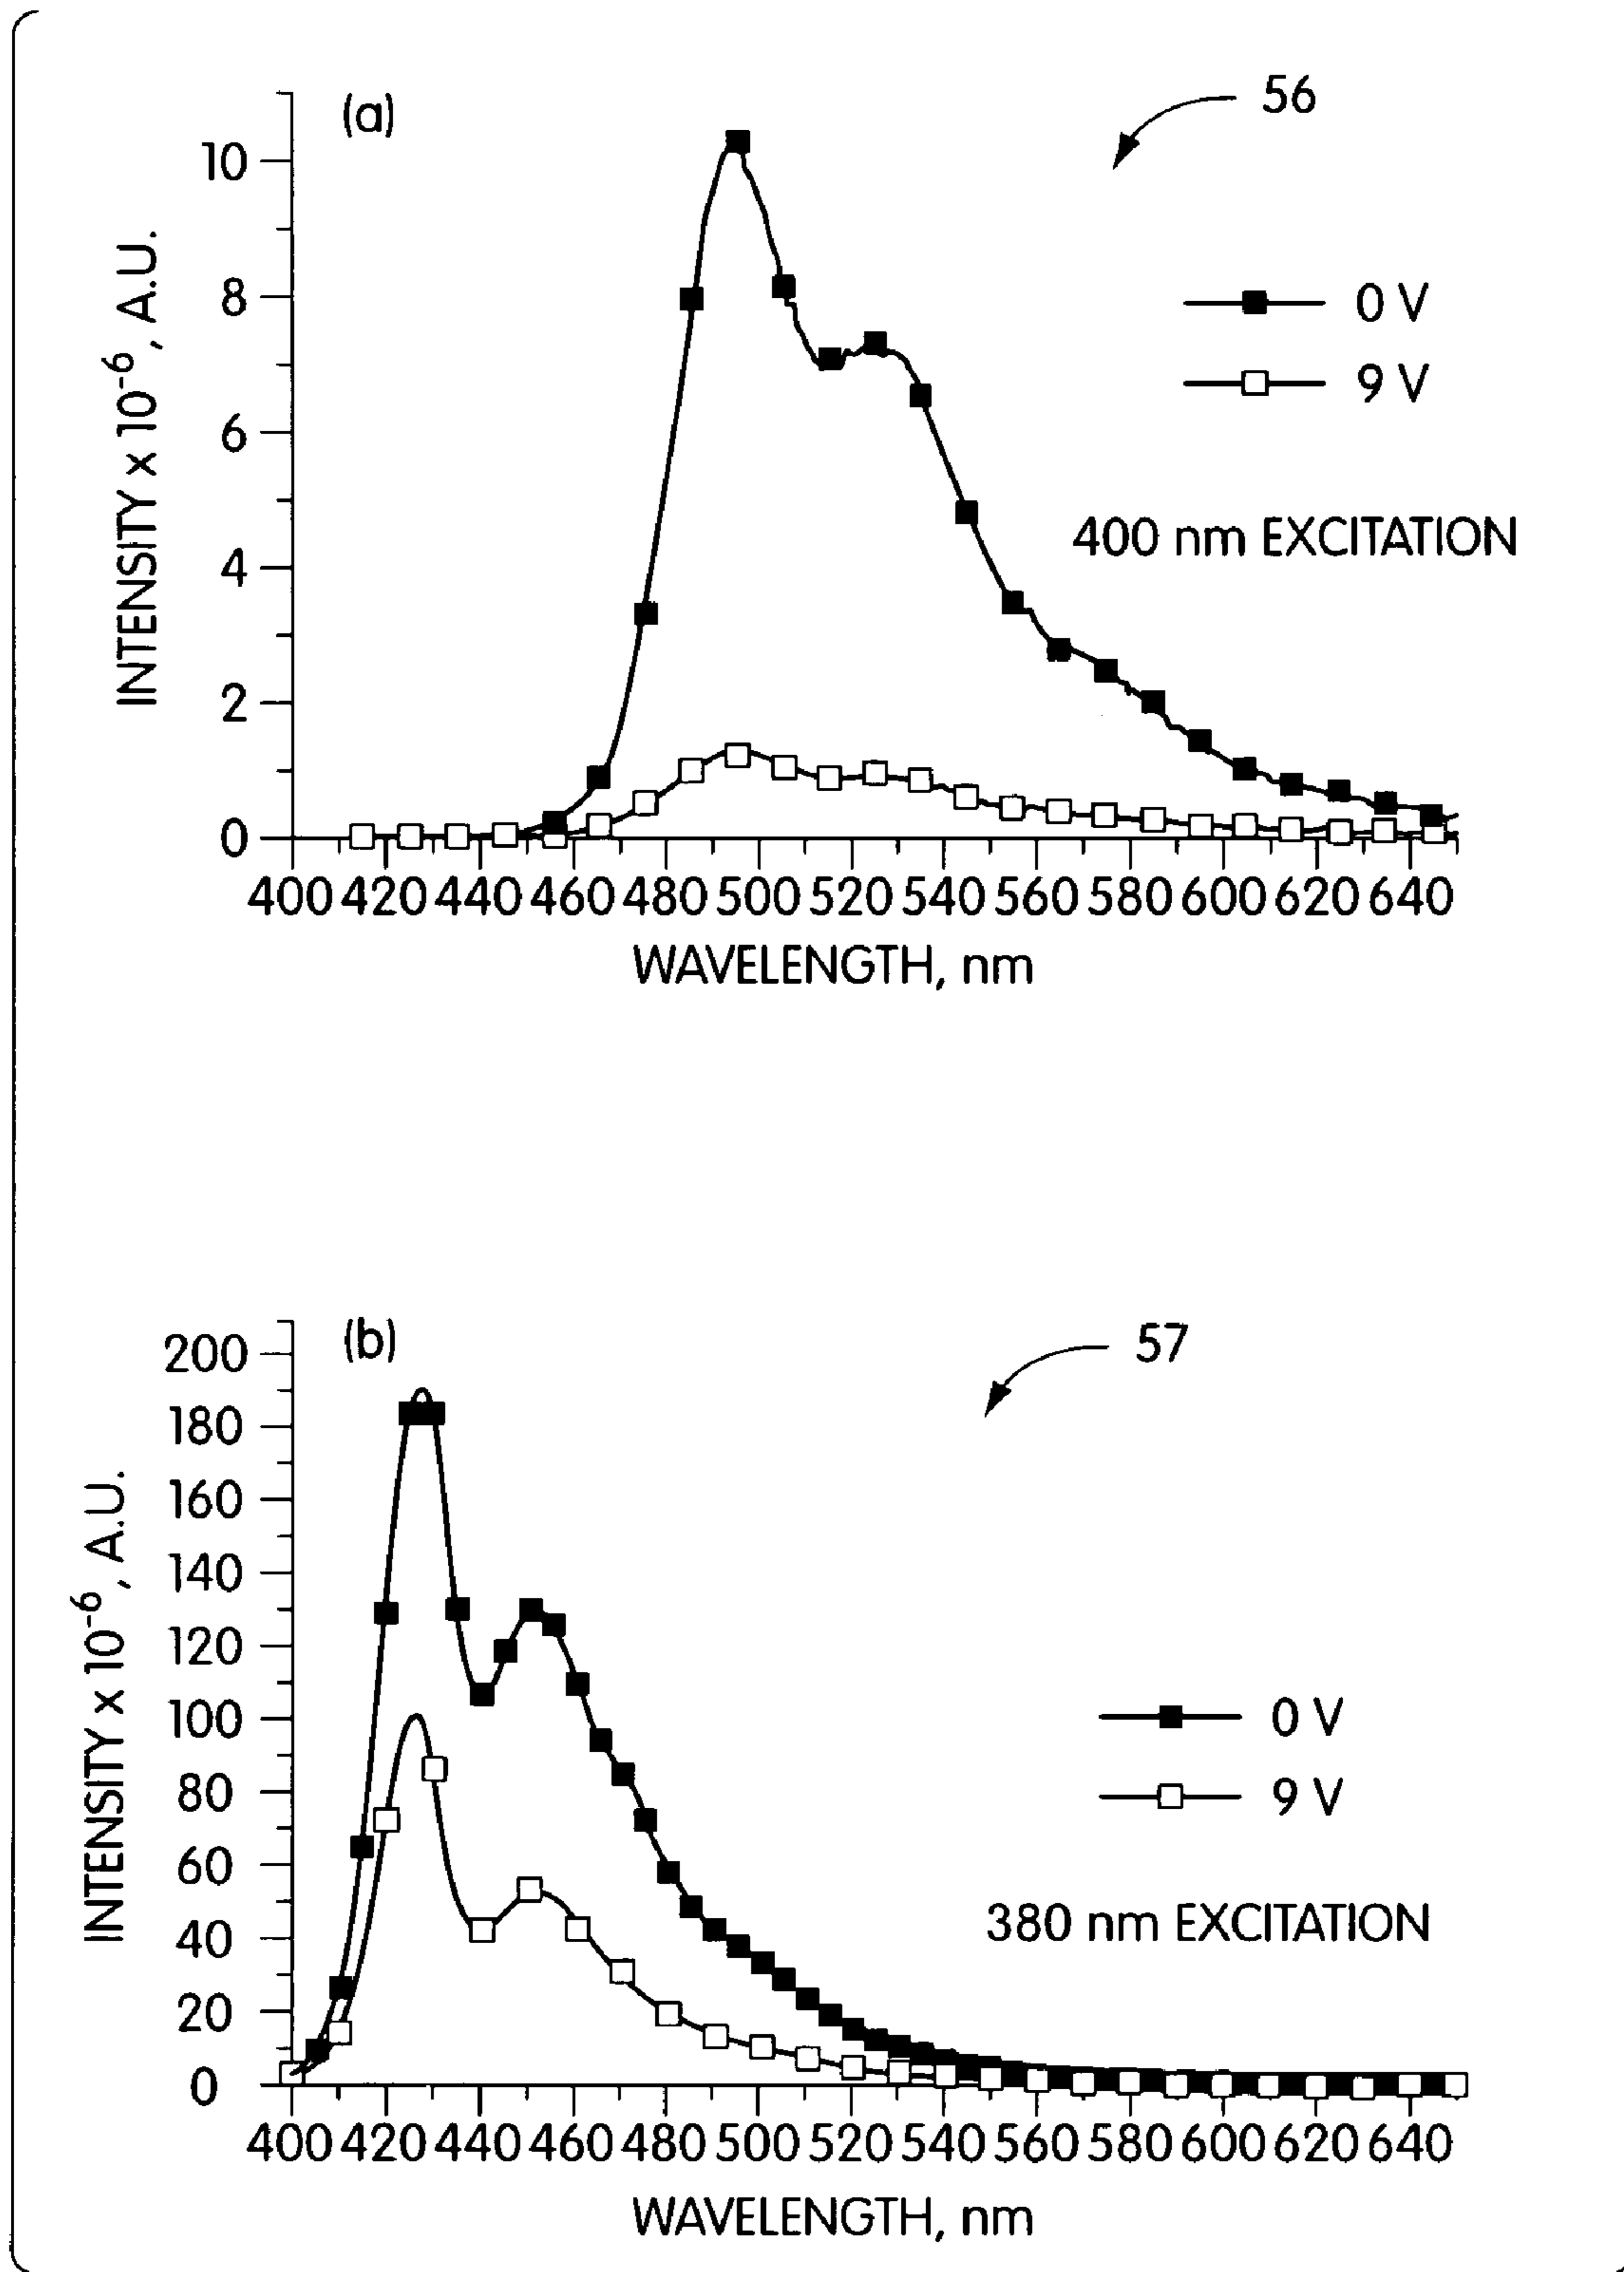 (a)
56
10
8
6
4
2
0
INTENSITY x 10⁻⁶, A.U.
0 V
9 V
400 nm EXCITATION
400 420 440 460 480 500 520 540 560 580 600 620 640
WAVELENGTH, nm
(b)
57
200
180
160
140
120
100
80
60
40
20
0
INTENSITY x 10⁻⁶, A.U.
0 V
9 V
380 nm EXCITATION
400 420 440 460 480 500 520 540 560 580 600 620 640
WAVELENGTH, nm